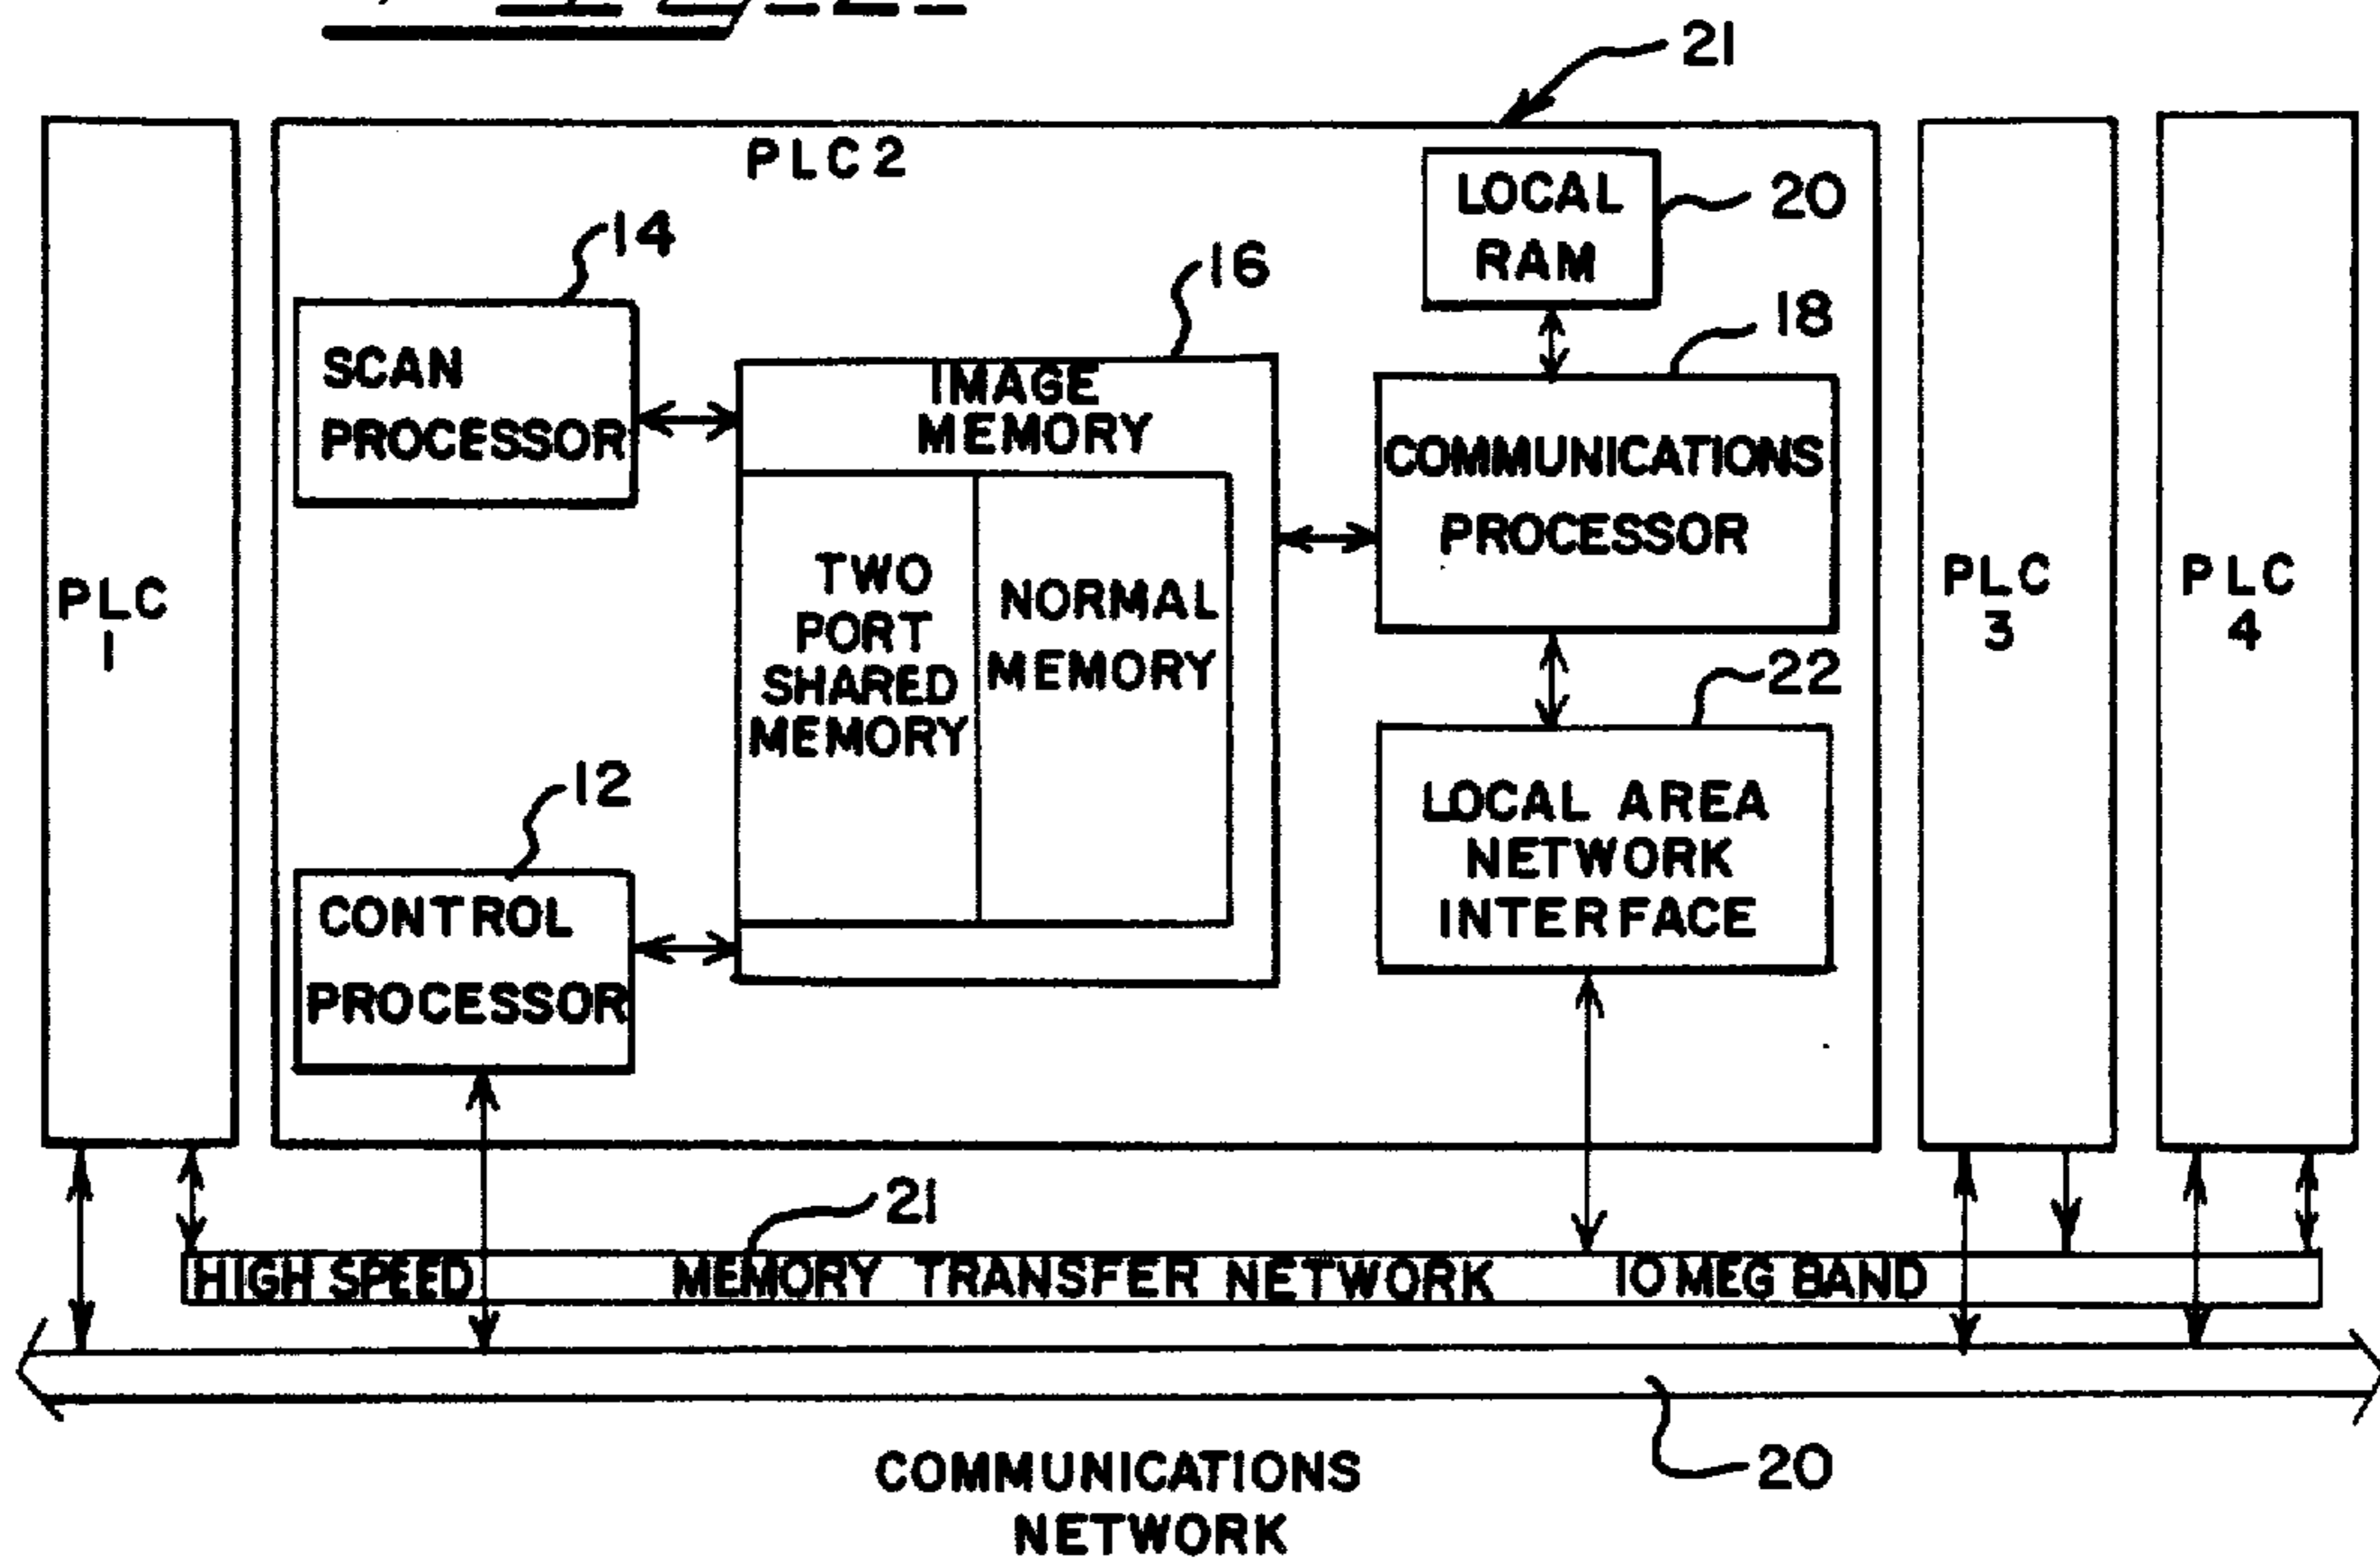 21
PLC 2
LOCAL
RAM
20
14
16
18
SCAN
PROCESSOR
IMAGE
MEMORY
COMMUNICATIONS
PROCESSOR
TWO
PORT
SHARED
MEMORY
NORMAL
MEMORY
PLC
1
PLC
3
PLC
4
22
12
LOCAL AREA
NETWORK
INTERFACE
CONTROL
PROCESSOR
21
HIGH SPEED MEMORY TRANSFER NETWORK 10 MEG BAND
20
COMMUNICATIONS
NETWORK